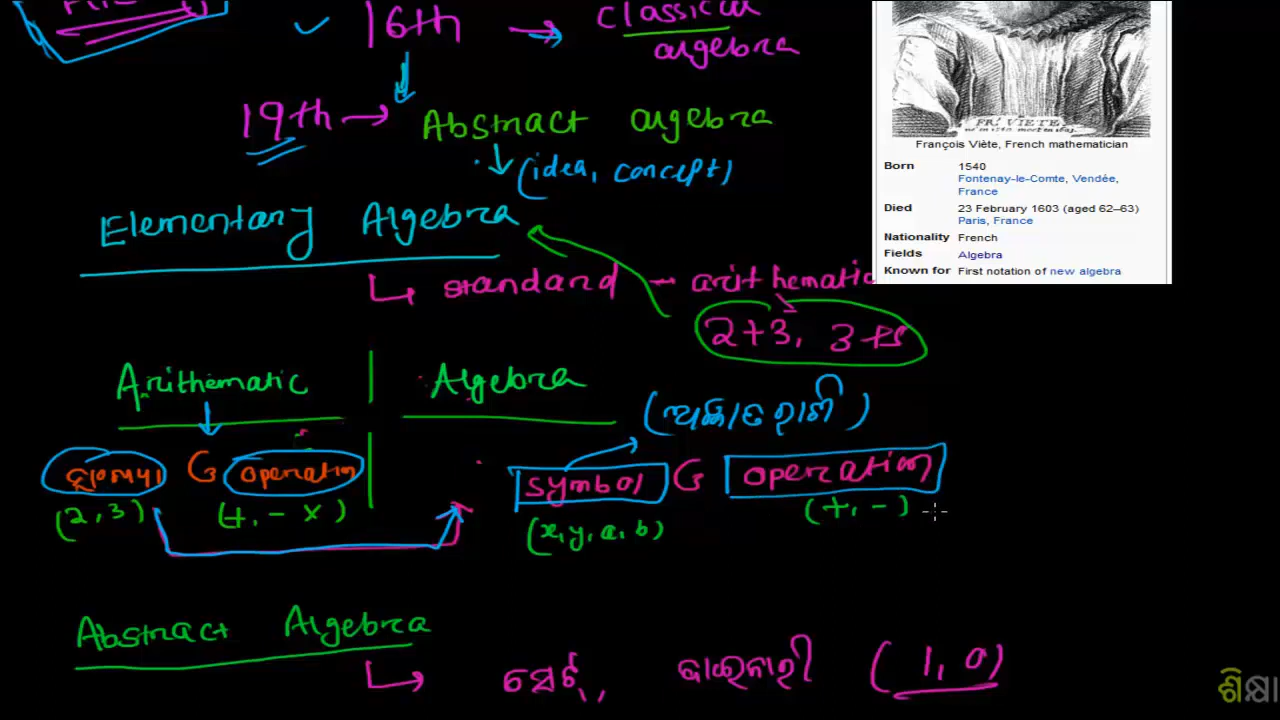 16th → classical
algebra
19th → Abstract algebra
(idea, concept)
Elementary Algebra
standard - arithematic
2+3, 3
Arithematic Algebra
operation
(2,3) (+, - x)
symbol ଓ operation
(x, y, a, b) (+, -)
Abstract Algebra
ସେଟ୍, ବାଇନାରୀ (1, 0)
FR. VIETE
François Viète, French mathematician
Born 1540
Fontenay-le-Comte, Vendée,
France
Died 23 February 1603 (aged 62–63)
Paris, France
Nationality French
Fields Algebra
Known for First notation of new algebra
ଶିକ୍ଷା